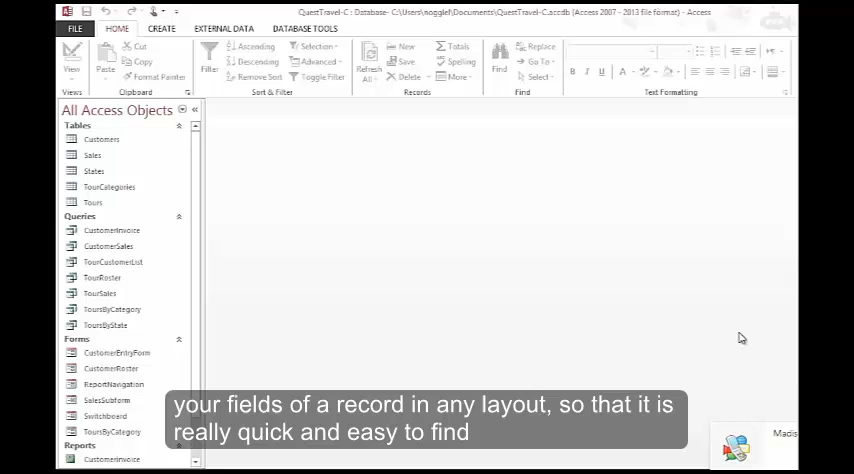 QuestTravel-C : Database- C:\Users\nogglel\Documents\QuestTravel-C.accdb (Access 2007 - 2013 file format) - Access
FILE HOME CREATE EXTERNAL DATA DATABASE TOOLS
View
Views
Paste
Cut
Copy
Format Painter
Clipboard
Filter
Ascending
Descending
Remove Sort
Selection
Advanced
Toggle Filter
Sort & Filter
Refresh All
New
Save
Delete
Totals
Spelling
More
Records
Find
Replace
Go To
Select
Find
B I U A
Text Formatting
All Access Objects
Tables
Customers
Sales
States
TourCategories
Tours
Queries
CustomerInvoice
CustomerSales
TourCustomerList
TourRoster
TourSales
ToursByCategory
ToursByState
Forms
CustomerEntryForm
CustomerRoster
ReportNavigation
SalesSubform
Switchboard
ToursByCategory
Reports
CustomerInvoice
your fields of a record in any layout, so that it is
really quick and easy to find
Madis